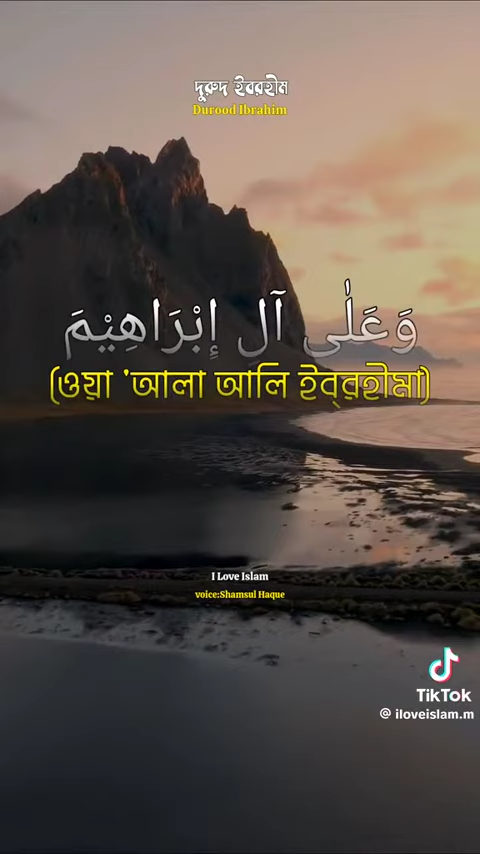 দুরুদ ইবরহীম
Durood Ibrahim
وَعَلٰى آل إِبْرَاهِيْمَ
(ওয়া 'আলা আলি ইব্রহীমা)
I Love Islam
voice:Shamsul Haque
TikTok
@ iloveislam.m